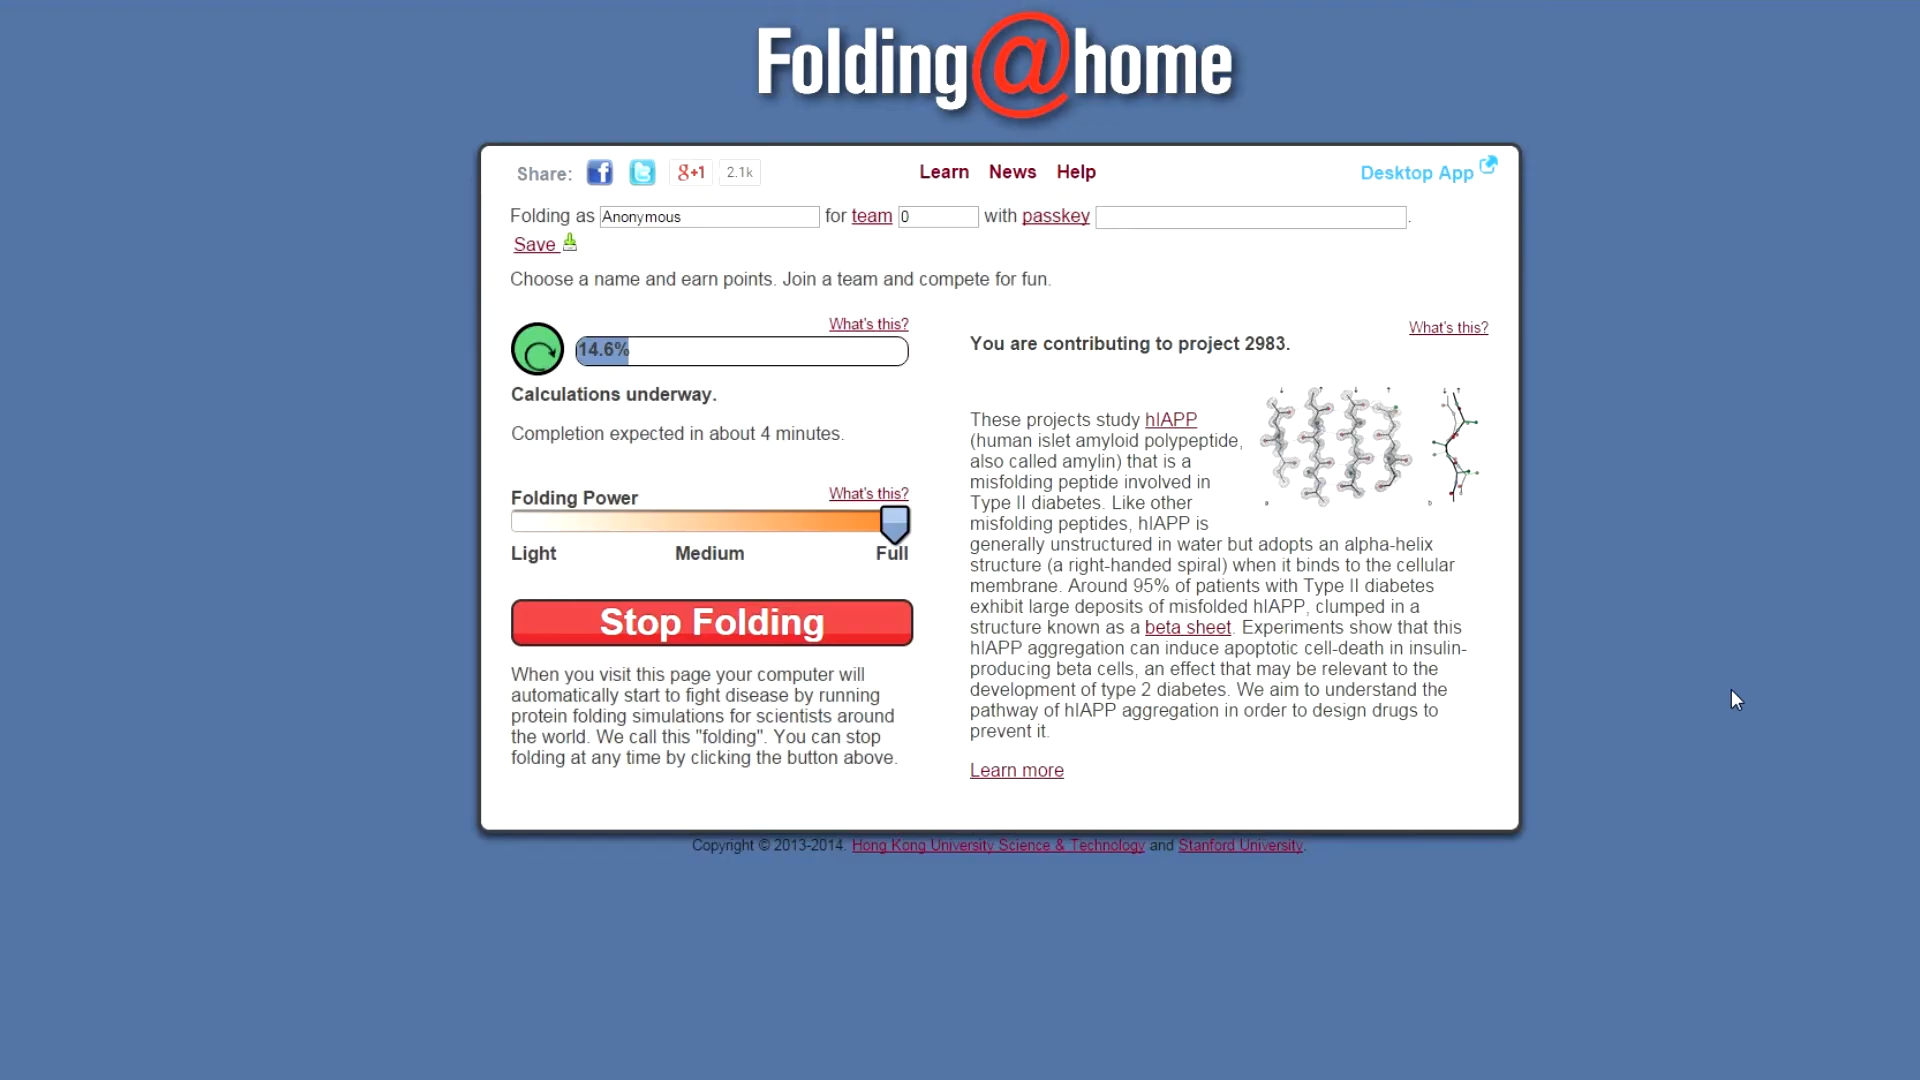 Folding@home
Share: f g+1 2.1k Learn News Help Desktop App
Folding as Anonymous for team 0 with passkey .
Save
Choose a name and earn points. Join a team and compete for fun.
What's this?
14.6%
Calculations underway.
Completion expected in about 4 minutes.
Folding Power What's this?
Light Medium Full
Stop Folding
When you visit this page your computer will
automatically start to fight disease by running
protein folding simulations for scientists around
the world. We call this "folding". You can stop
folding at any time by clicking the button above.
What's this?
You are contributing to project 2983.
These projects study hIAPP
(human islet amyloid polypeptide,
also called amylin) that is a
misfolding peptide involved in
Type II diabetes. Like other
misfolding peptides, hIAPP is
generally unstructured in water but adopts an alpha-helix
structure (a right-handed spiral) when it binds to the cellular
membrane. Around 95% of patients with Type II diabetes
exhibit large deposits of misfolded hIAPP, clumped in a
structure known as a beta sheet. Experiments show that this
hIAPP aggregation can induce apoptotic cell-death in insulin-
producing beta cells, an effect that may be relevant to the
development of type 2 diabetes. We aim to understand the
pathway of hIAPP aggregation in order to design drugs to
prevent it.
Learn more
Copyright © 2013-2014. Hong Kong University Science & Technology and Stanford University.